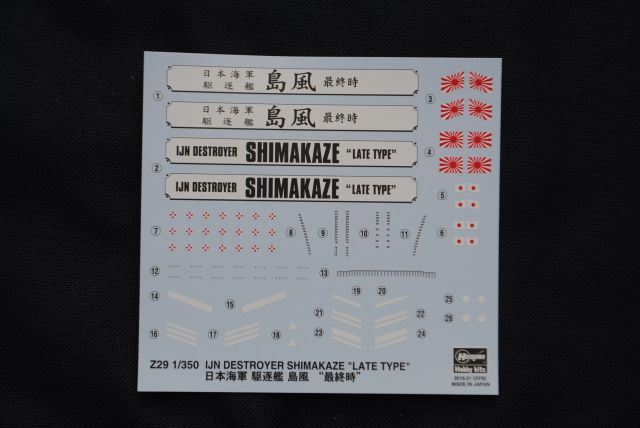 日本海軍
駆逐艦 島風 最終時
1
日本海軍
駆逐艦 島風 最終時
3
IJN DESTROYER SHIMAKAZE "LATE TYPE"
4
2
IJN DESTROYER SHIMAKAZE "LATE TYPE"
5
7 8 9 10 11 6
12 13
14 15 19 20 25
21 23 26
16 17 18 22 24
Z29 1/350 IJN DESTROYER SHIMAKAZE "LATE TYPE"
日本海軍 駆逐艦 島風 "最終時"
Hasegawa
Hobby kits
MADE IN JAPAN